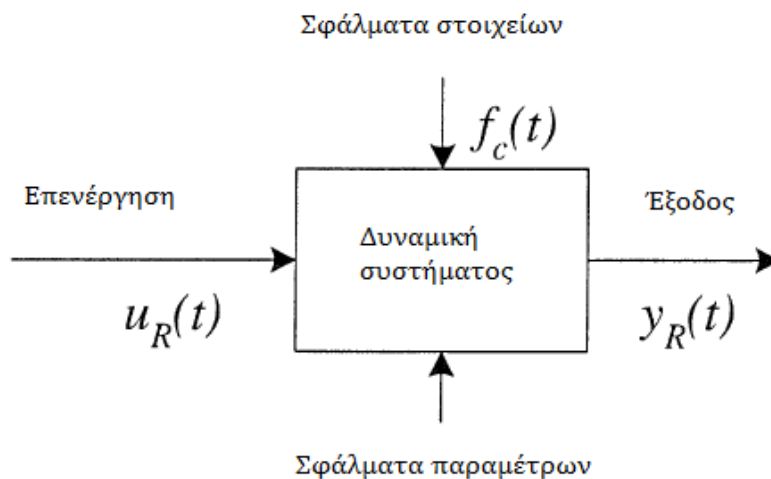 Σφάλματα στοιχείων
f_c(t)
Επενέργηση
Έξοδος
Δυναμική
συστήματος
u_R(t)
y_R(t)
Σφάλματα παραμέτρων